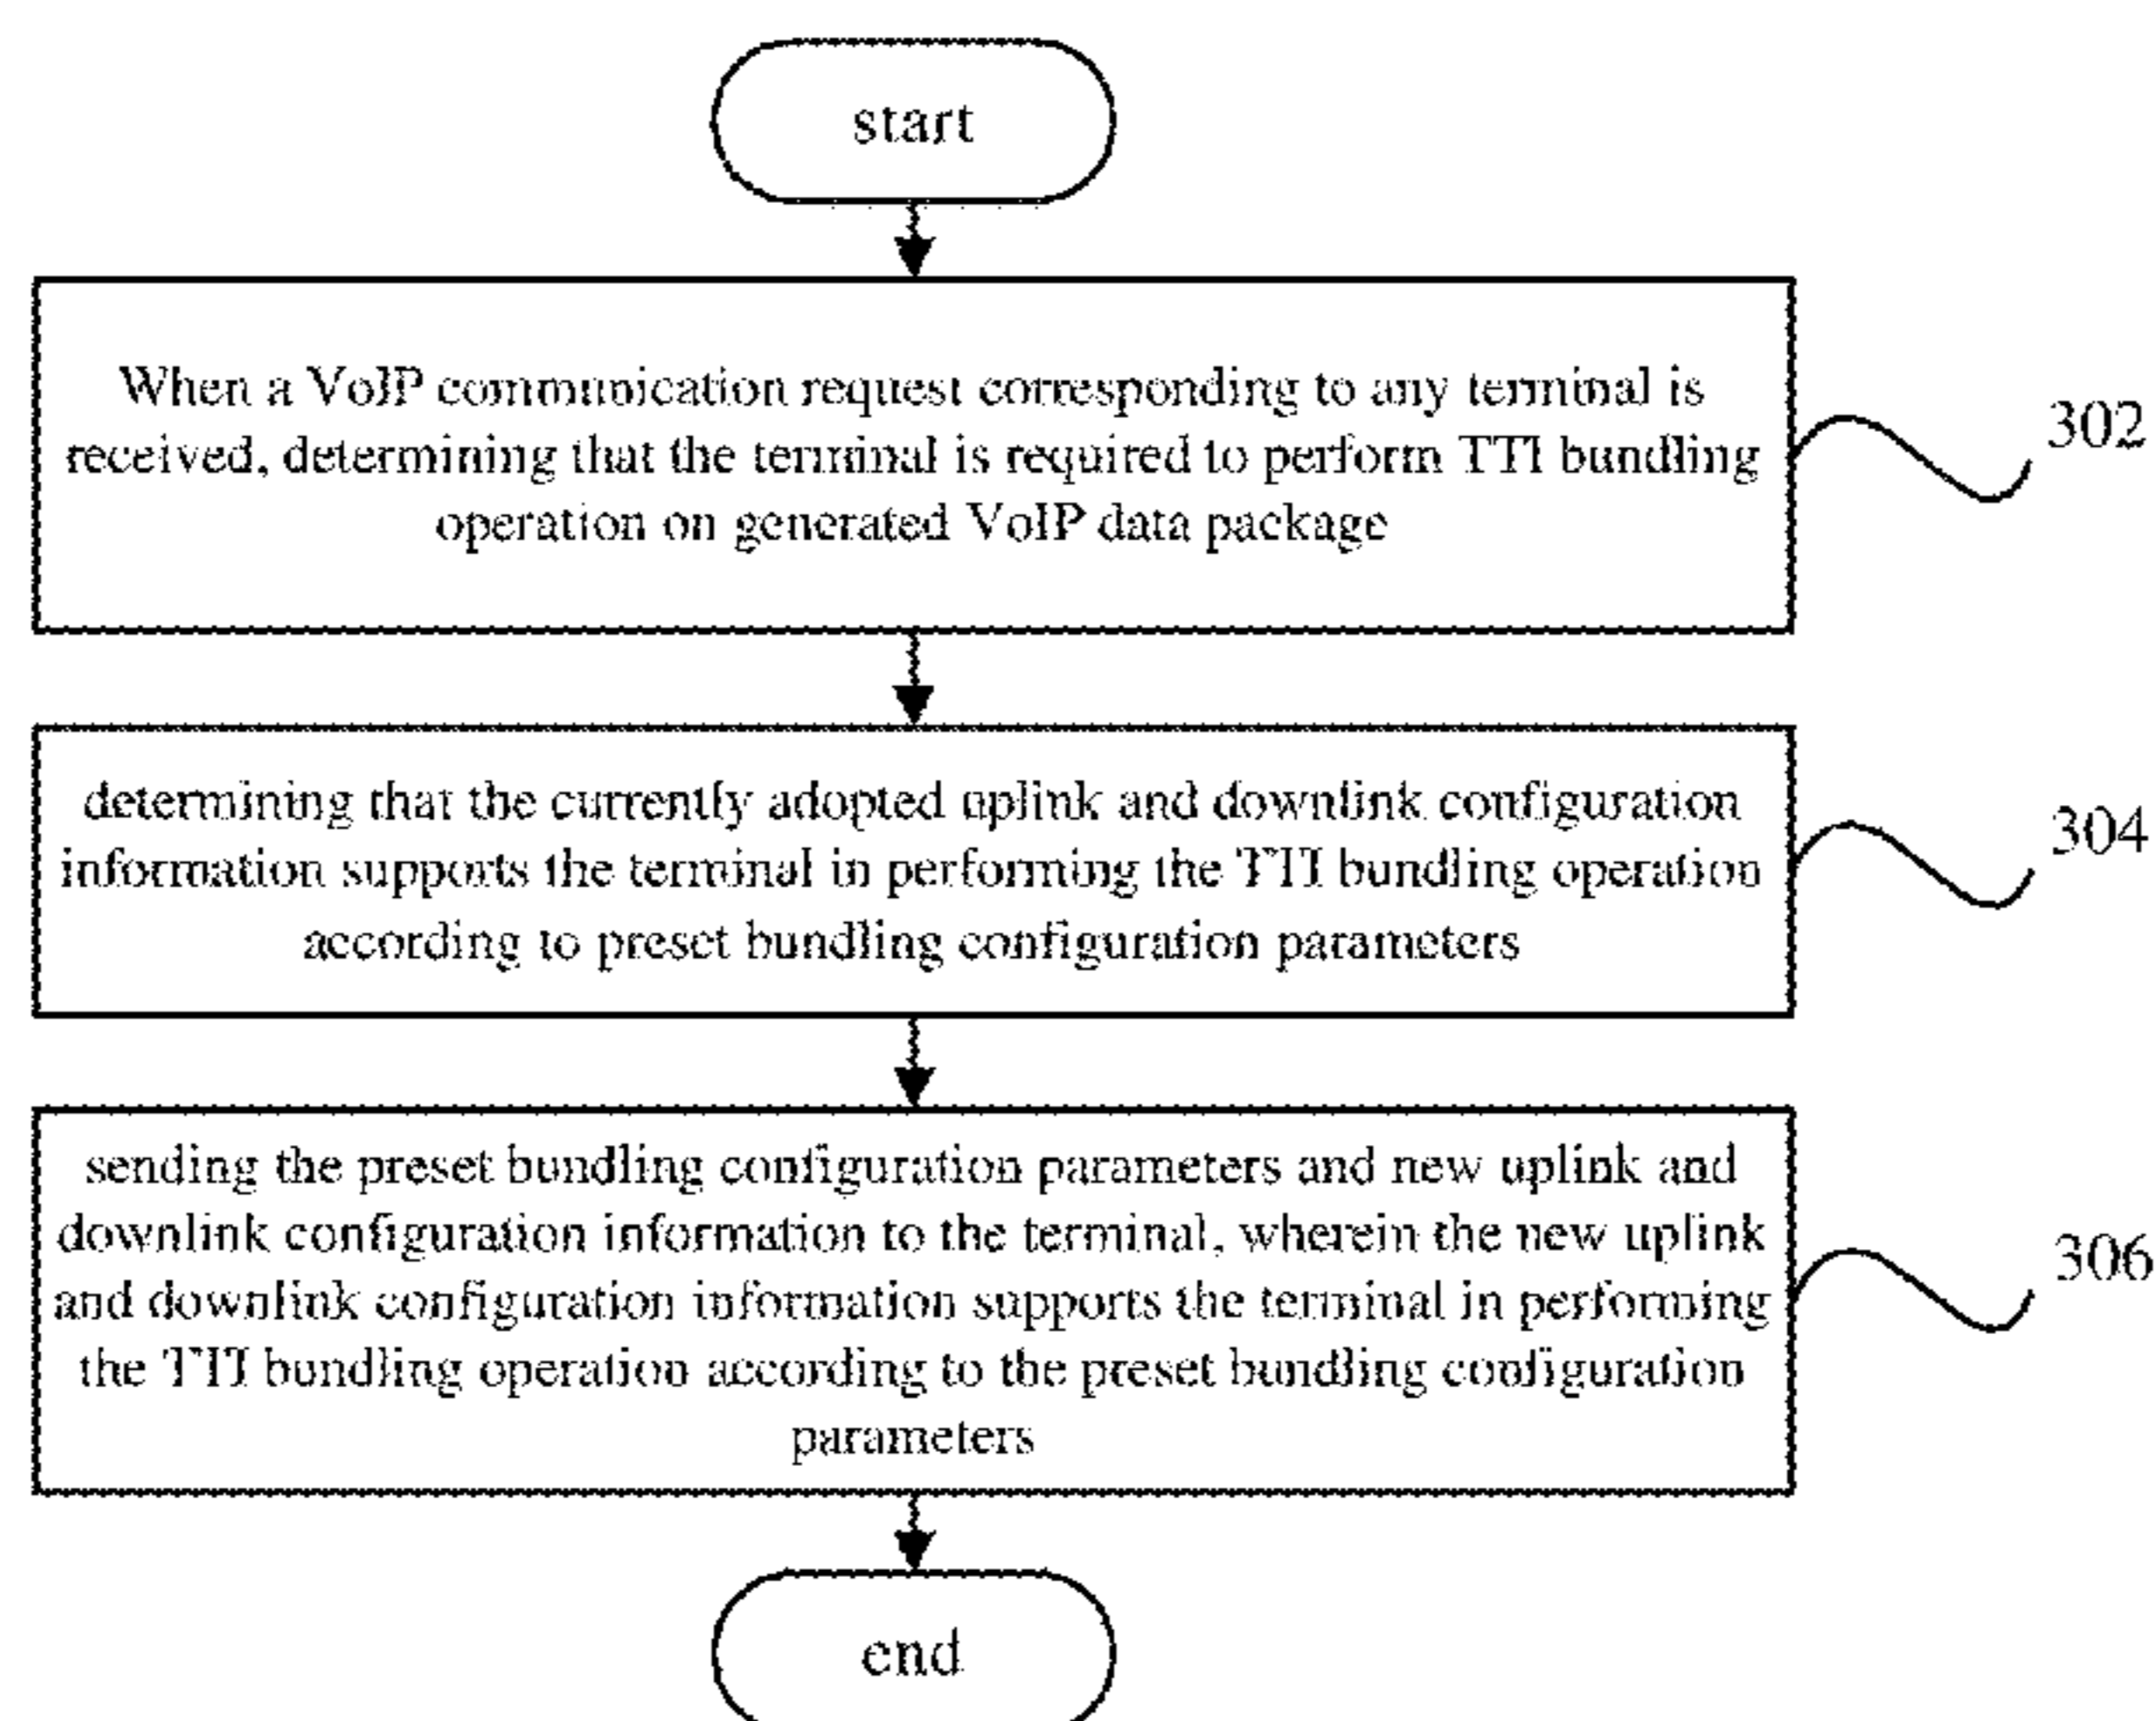 start
When a VoIP communication request corresponding to any terminal is
received, determining that the terminal is required to perform TTI bundling
operation on generated VoIP data package
302
determining that the currently adopted uplink and downlink configuration
information supports the terminal in performing the TTI bundling operation
according to preset bundling configuration parameters
304
sending the preset bundling configuration parameters and new uplink and
downlink configuration information to the terminal, wherein the new uplink
and downlink configuration information supports the terminal in performing
the TTI bundling operation according to the preset bundling configuration
parameters
306
end